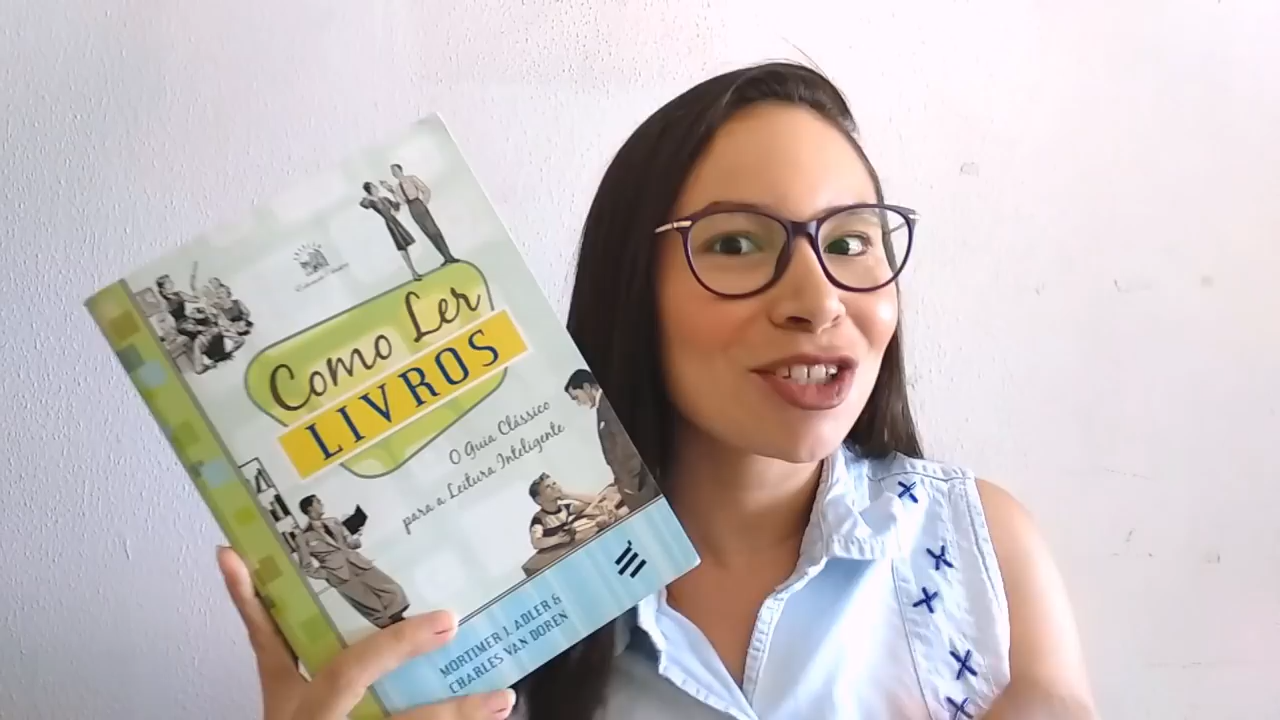 Como Ler
LIVROS
O Guia Clássico
para a Leitura Inteligente
MORTIMER J. ADLER &
CHARLES VAN DOREN